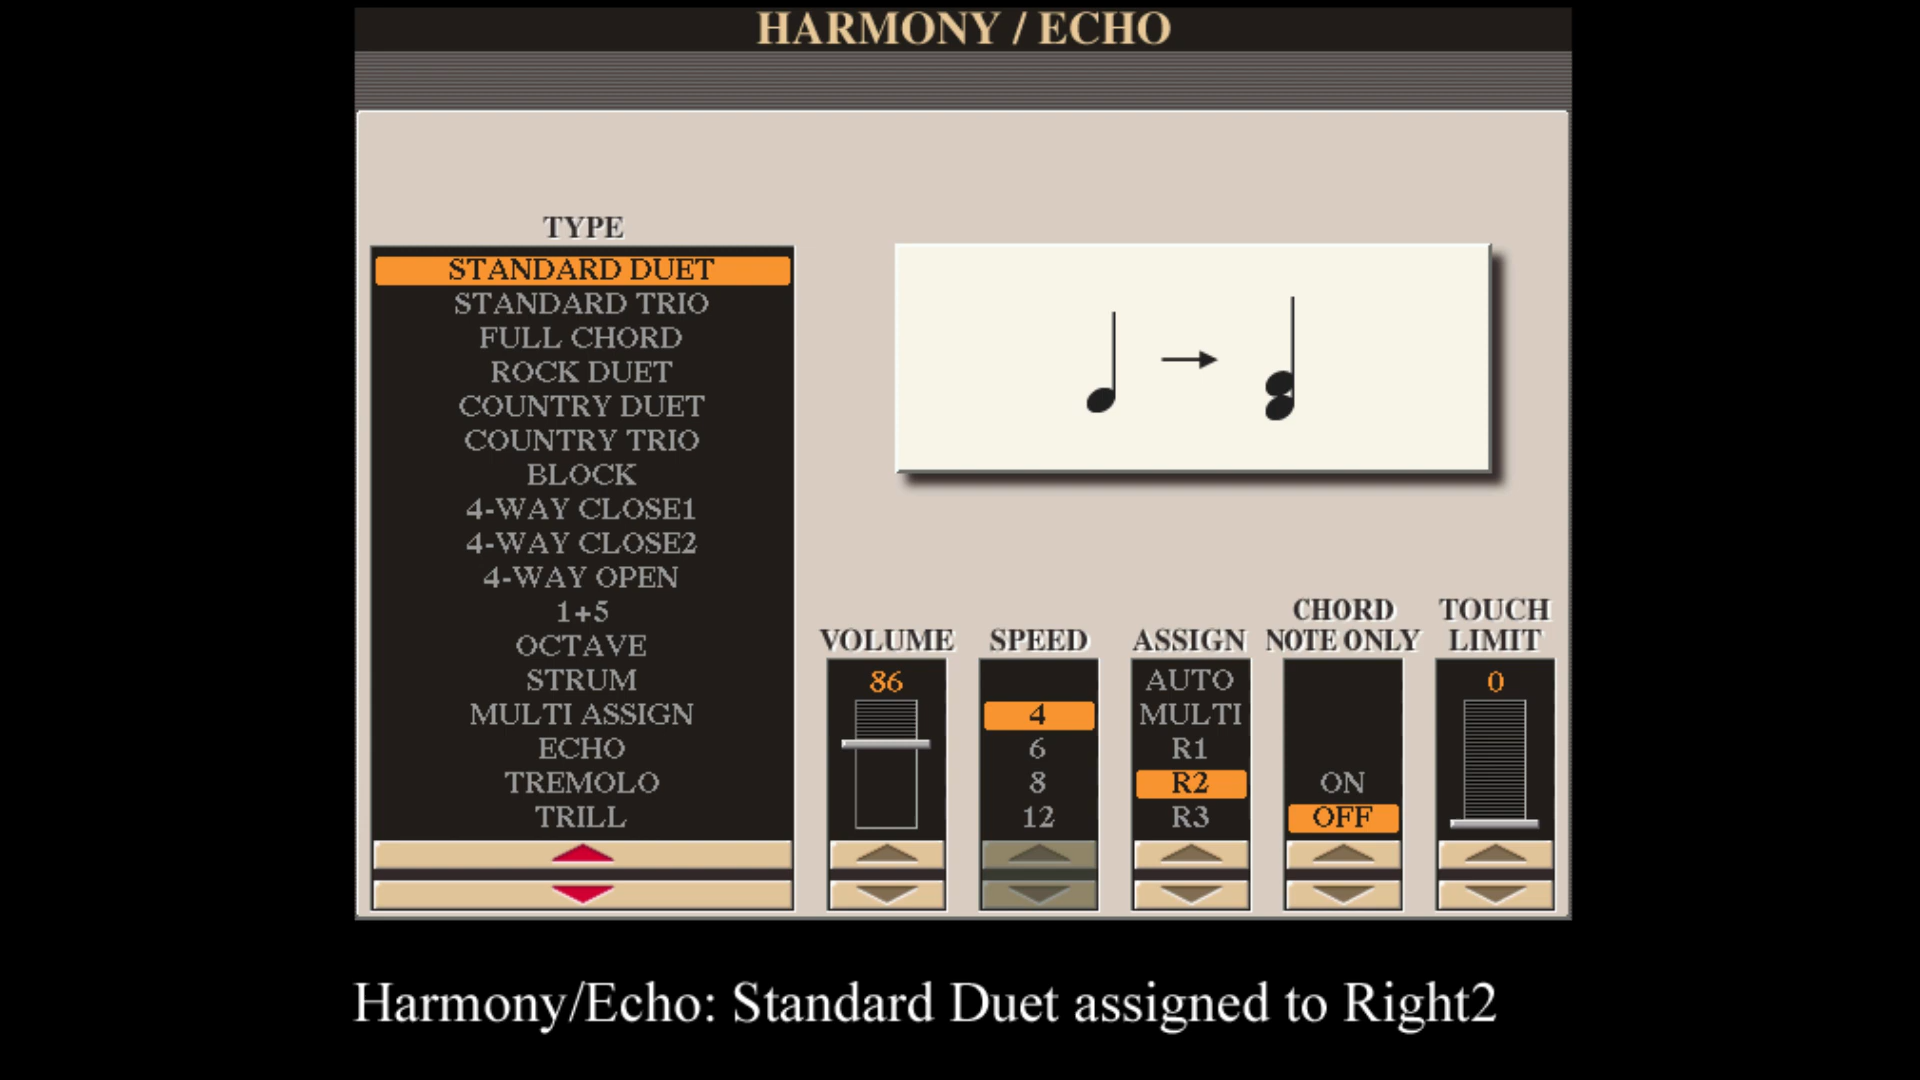 HARMONY / ECHO
TYPE
STANDARD DUET
STANDARD TRIO
FULL CHORD
ROCK DUET
COUNTRY DUET
COUNTRY TRIO
BLOCK
4-WAY CLOSE1
4-WAY CLOSE2
4-WAY OPEN
1+5
OCTAVE
STRUM
MULTI ASSIGN
ECHO
TREMOLO
TRILL
VOLUME
86
SPEED
4
6
8
12
ASSIGN
AUTO
MULTI
R1
R2
R3
CHORD
NOTE ONLY
ON
OFF
TOUCH
LIMIT
0
Harmony/Echo: Standard Duet assigned to Right2